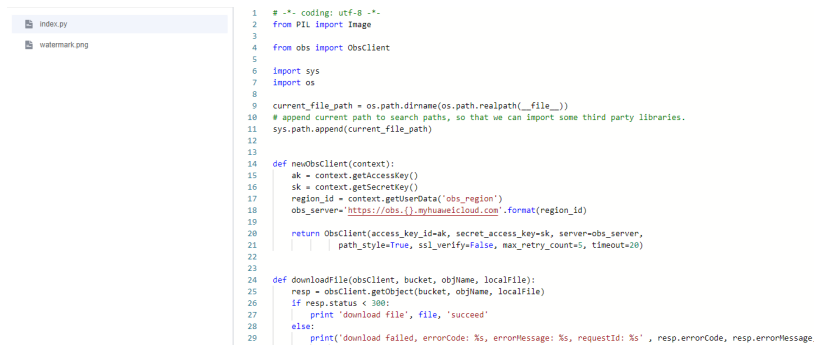 index.py
watermark.png
1 # -*- coding: utf-8 -*-
2 from PIL import Image
3
4 from obs import ObsClient
5
6 import sys
7 import os
8
9 current_file_path = os.path.dirname(os.path.realpath(__file__))
10 # append current path to search paths, so that we can import some third party libraries.
11 sys.path.append(current_file_path)
12
13
14 def newObsClient(context):
15     ak = context.getAccessKey()
16     sk = context.getSecretKey()
17     region_id = context.getUserData('obs_region')
18     obs_server='https://obs.{}.myhuaweicloud.com'.format(region_id)
19
20     return ObsClient(access_key_id=ak, secret_access_key=sk, server=obs_server,
21             path_style=True, ssl_verify=False, max_retry_count=5, timeout=20)
22
23
24 def downloadFile(obsClient, bucket, objName, localFile):
25     resp = obsClient.getObject(bucket, objName, localFile)
26     if resp.status < 300:
27         print 'download file', file, 'succeed'
28     else:
29         print('download failed, errorCode: %s, errorMessage: %s, requestId: %s' , resp.errorCode, resp.errorMessage,